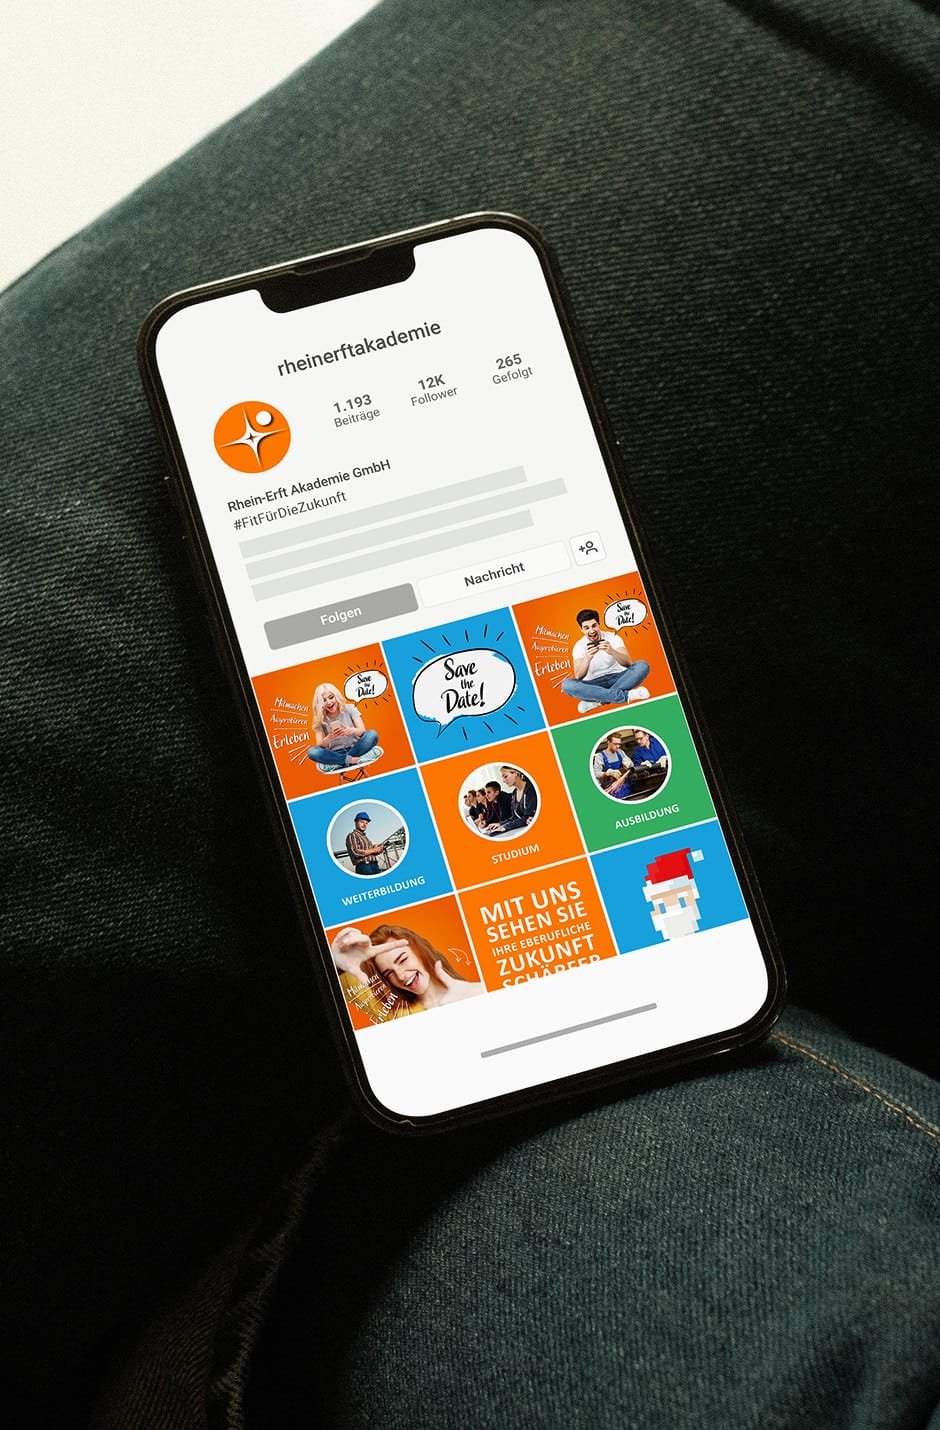 rheinerftakademie
1.193
Beiträge
12K
Follower
265
Gefolgt
Rhein-Erft Akademie GmbH
#FitFürDieZukunft
Folgen
Nachricht
Mitmachen
Ausprobieren
Erleben
Save
the
Date!
Save
the
Date!
Mitmachen
Ausprobieren
Erleben
Save
the
Date!
WEITERBILDUNG
STUDIUM
AUSBILDUNG
Mitmachen
Ausprobieren
Erleben
MIT UNS
SEHEN SIE
IHRE EBERUFLICHE
ZUKUNFT
SCHÄRFER